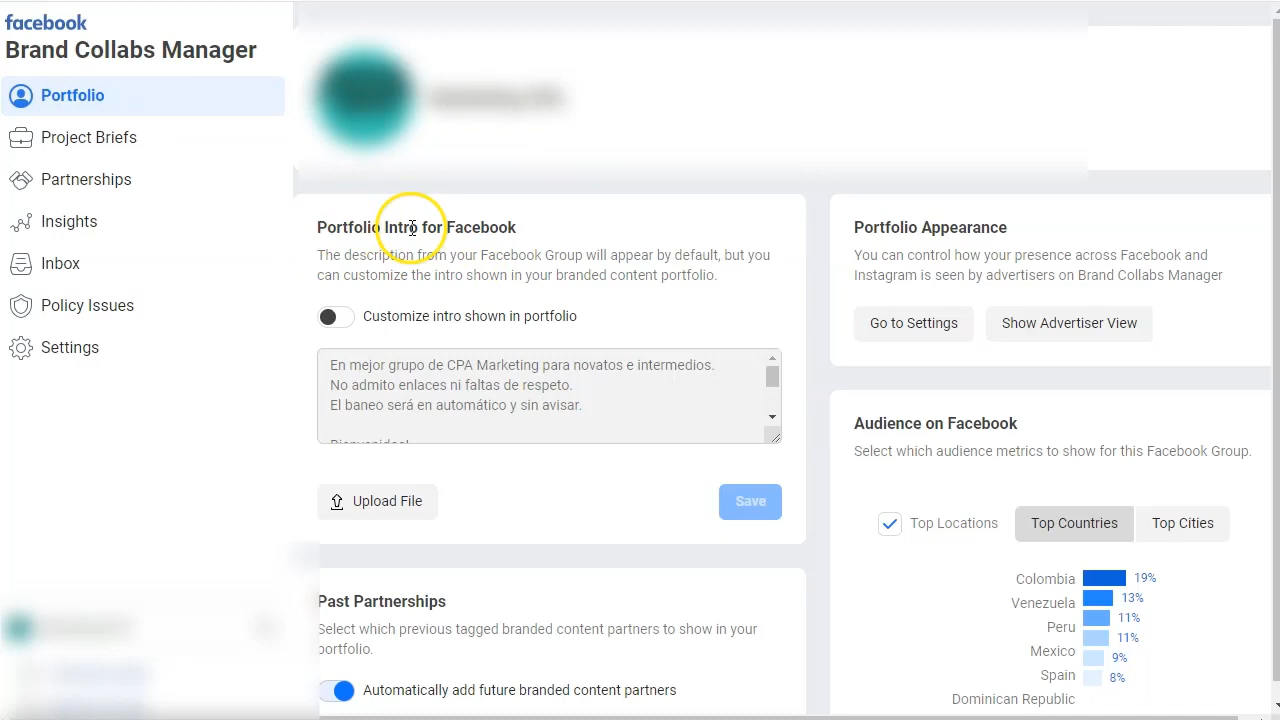 facebook
Brand Collabs Manager
Portfolio
Project Briefs
Partnerships
Insights
Inbox
Policy Issues
Settings
Portfolio Intro for Facebook
The description from your Facebook Group will appear by default, but you
can customize the intro shown in your branded content portfolio.
Customize intro shown in portfolio
En mejor grupo de CPA Marketing para novatos e intermedios.
No admito enlaces ni faltas de respeto.
El baneo será en automático y sin avisar.
Bienvenidos!
Upload File
Save
Past Partnerships
Select which previous tagged branded content partners to show in your
portfolio.
Automatically add future branded content partners
Portfolio Appearance
You can control how your presence across Facebook and
Instagram is seen by advertisers on Brand Collabs Manager
Go to Settings
Show Advertiser View
Audience on Facebook
Select which audience metrics to show for this Facebook Group.
Top Locations
Top Countries
Top Cities
Colombia 19%
Venezuela 13%
Peru 11%
Mexico 11%
Spain 9%
Dominican Republic 8%